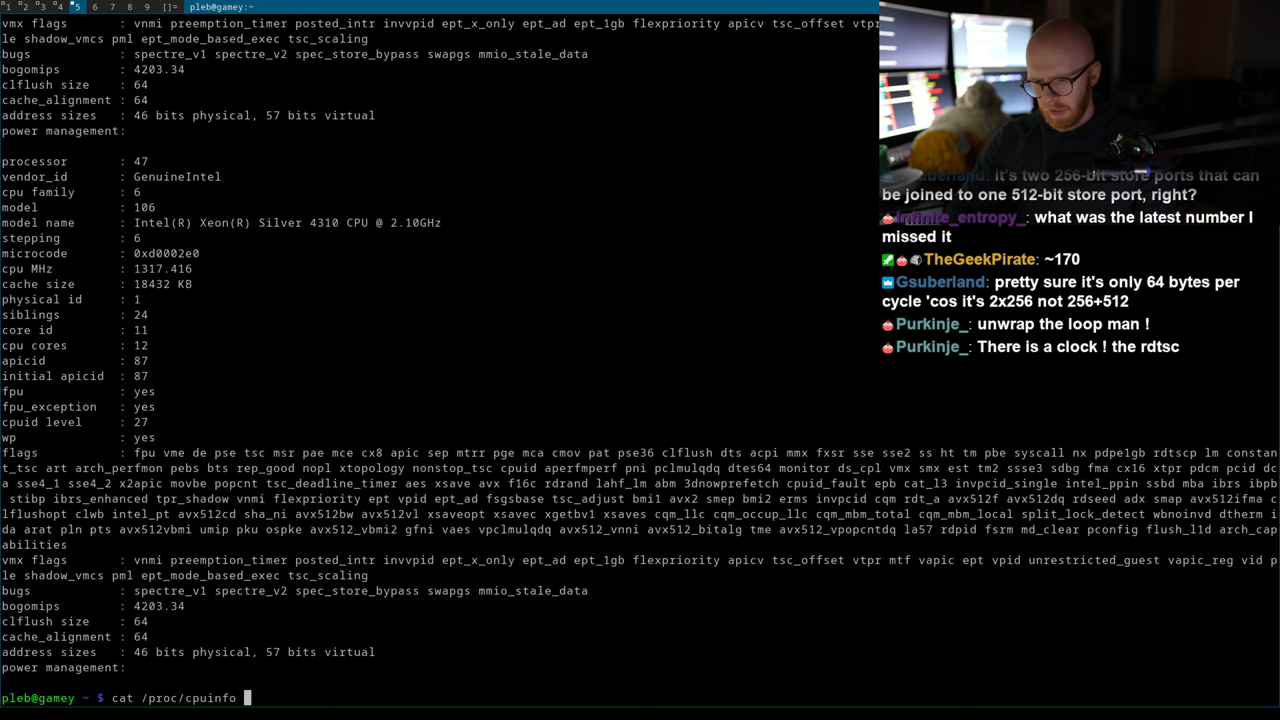 1 2 3 4 5 6 7 8 9 []= pleb@gamey:~
vmx flags : vnmi preemption_timer posted_intr invvpid ept_x_only ept_ad ept_1gb flexpriority apicv tsc_offset vtpr
le shadow_vmcs pml ept_mode_based_exec tsc_scaling
bugs : spectre_v1 spectre_v2 spec_store_bypass swapgs mmio_stale_data
bogomips : 4203.34
clflush size : 64
cache_alignment : 64
address sizes : 46 bits physical, 57 bits virtual
power management:
processor : 47
vendor_id : GenuineIntel
cpu family : 6
model : 106
model name : Intel(R) Xeon(R) Silver 4310 CPU @ 2.10GHz
stepping : 6
microcode : 0xd0002e0
cpu MHz : 1317.416
cache size : 18432 KB
physical id : 1
siblings : 24
core id : 11
cpu cores : 12
apicid : 87
initial apicid : 87
fpu : yes
fpu_exception : yes
cpuid level : 27
wp : yes
flags : fpu vme de pse tsc msr pae mce cx8 apic sep mtrr pge mca cmov pat pse36 clflush dts acpi mmx fxsr sse sse2 ss ht tm pbe syscall nx pdpe1gb rdtscp lm constan
t_tsc art arch_perfmon pebs bts rep_good nopl xtopology nonstop_tsc cpuid aperfmperf pni pclmulqdq dtes64 monitor ds_cpl vmx smx est tm2 ssse3 sdbg fma cx16 xtpr pdcm pcid dc
a sse4_1 sse4_2 x2apic movbe popcnt tsc_deadline_timer aes xsave avx f16c rdrand lahf_lm abm 3dnowprefetch cpuid_fault epb cat_l3 invpcid_single intel_ppin ssbd mba ibrs ibpb
stibp ibrs_enhanced tpr_shadow vnmi flexpriority ept vpid ept_ad fsgsbase tsc_adjust bmi1 avx2 smep bmi2 erms invpcid cqm rdt_a avx512f avx512dq rdseed adx smap avx512ifma c
lflushopt clwb intel_pt avx512cd sha_ni avx512bw avx512vl xsaveopt xsavec xgetbv1 xsaves cqm_llc cqm_occup_llc cqm_mbm_total cqm_mbm_local split_lock_detect wbnoinvd dtherm i
da arat pln pts avx512vbmi umip pku ospke avx512_vbmi2 gfni vaes vpclmulqdq avx512_vnni avx512_bitalg tme avx512_vpopcntdq la57 rdpid fsrm md_clear pconfig flush_l1d arch_cap
abilities
vmx flags : vnmi preemption_timer posted_intr invvpid ept_x_only ept_ad ept_1gb flexpriority apicv tsc_offset vtpr mtf vapic ept vpid unrestricted_guest vapic_reg vid p
le shadow_vmcs pml ept_mode_based_exec tsc_scaling
bugs : spectre_v1 spectre_v2 spec_store_bypass swapgs mmio_stale_data
bogomips : 4203.34
clflush size : 64
cache_alignment : 64
address sizes : 46 bits physical, 57 bits virtual
power management:
pleb@gamey ~ $ cat /proc/cpuinfo
Gsuberland: it's two 256-bit store ports that can
be joined to one 512-bit store port, right?
infinite_entropy_: what was the latest number I
missed it
TheGeekPirate: ~170
Gsuberland: pretty sure it's only 64 bytes per
cycle 'cos it's 2x256 not 256+512
Purkinje_: unwrap the loop man !
Purkinje_: There is a clock ! the rdtsc